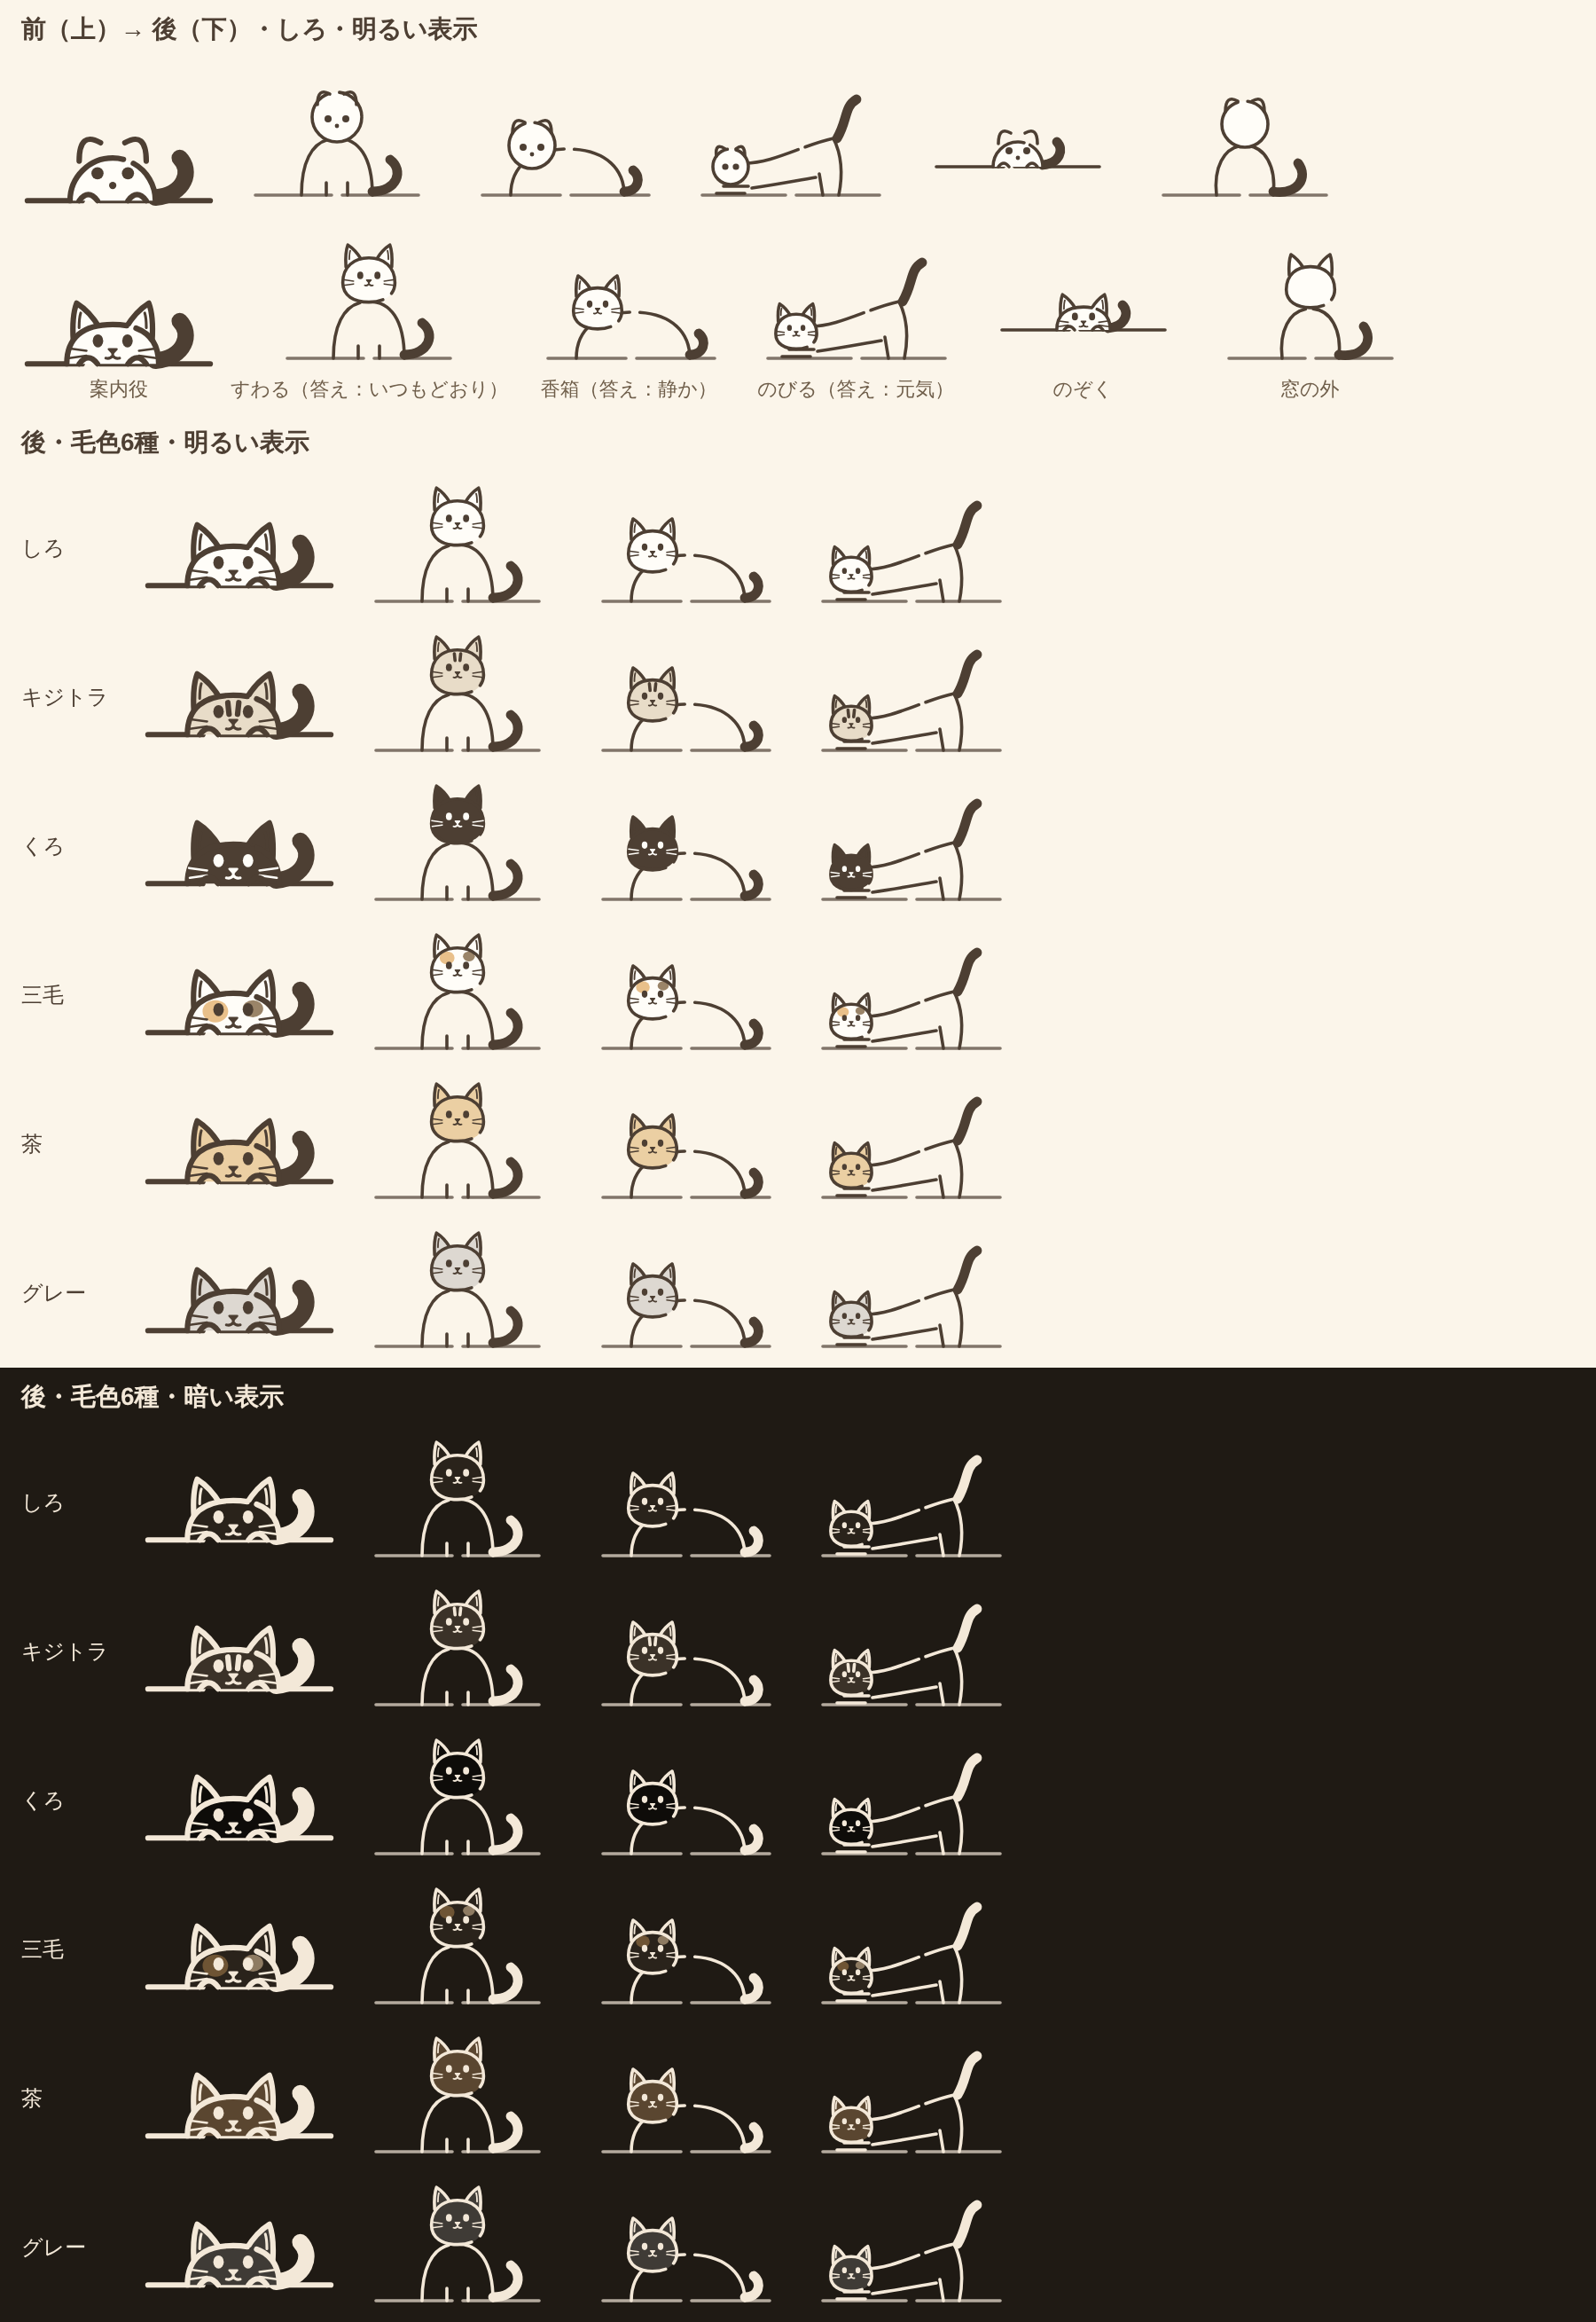 前（上）→ 後（下）・しろ・明るい表示
案内役 すわる（答え：いつもどおり） 香箱（答え：静か） のびる（答え：元気） のぞく 窓の外
後・毛色6種・明るい表示
しろ
キジトラ
くろ
三毛
茶
グレー
後・毛色6種・暗い表示
しろ
キジトラ
くろ
三毛
茶
グレー